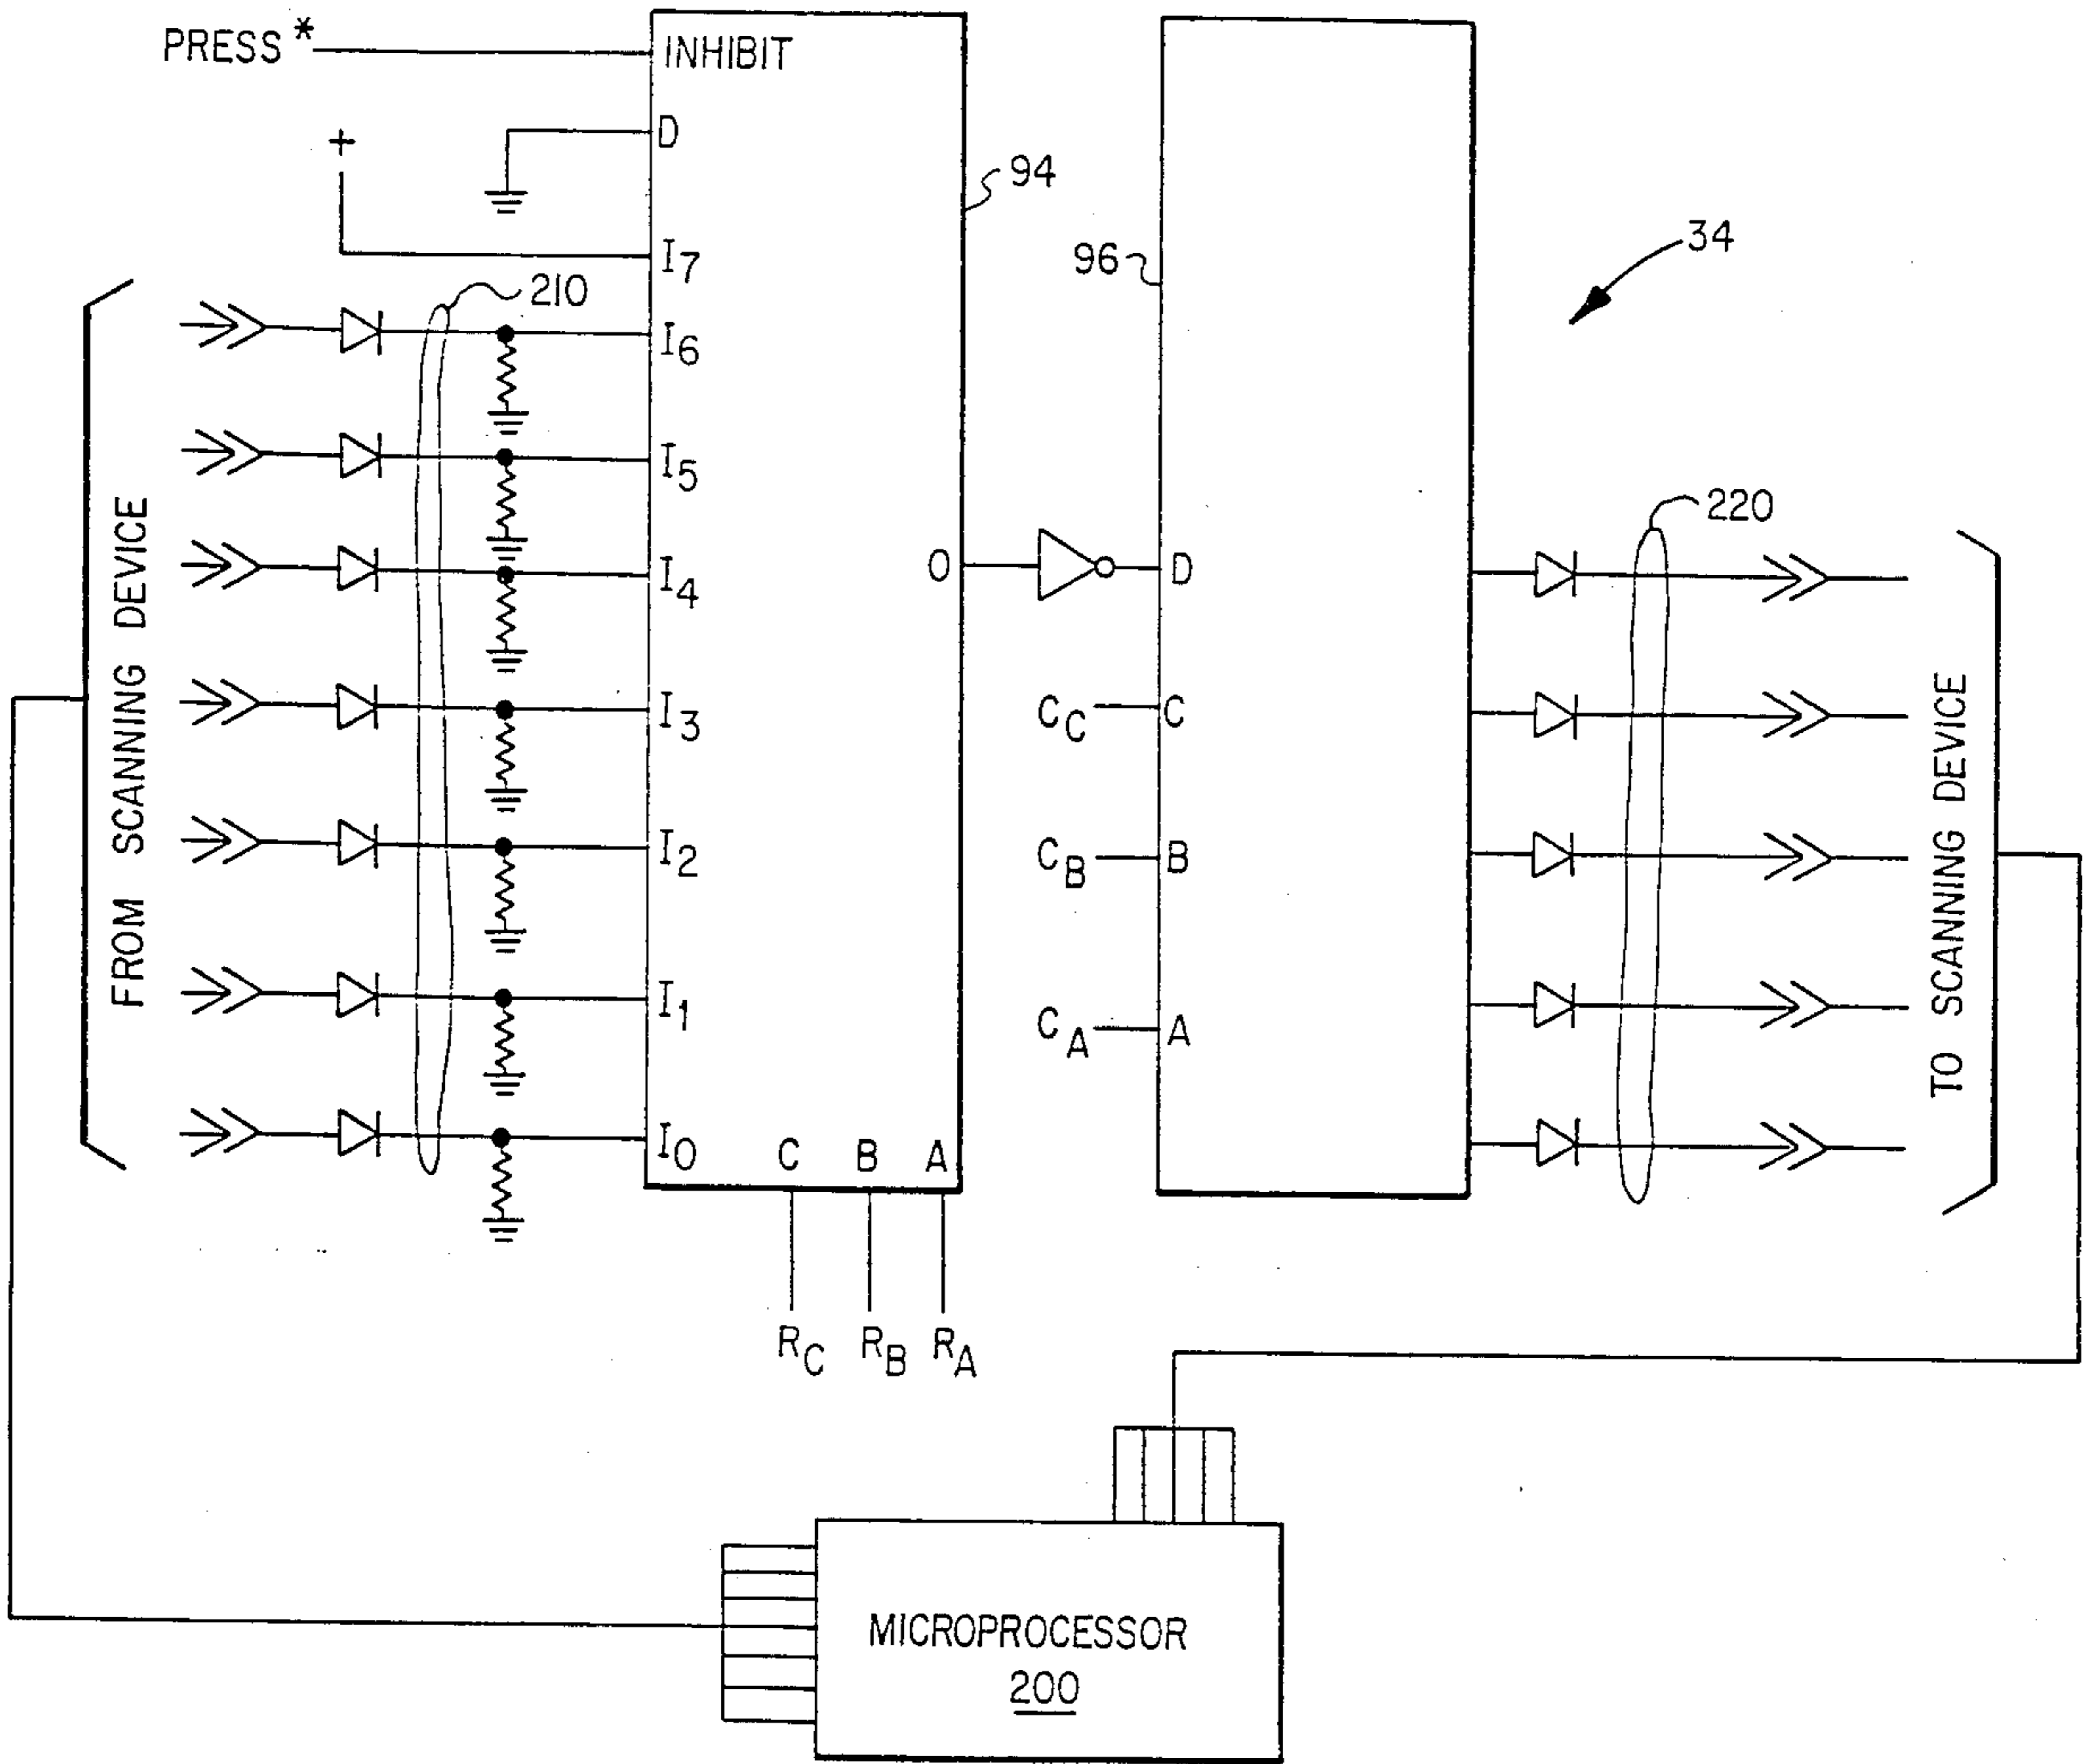 PRESS *
INHIBIT
D
+
I7
94
34
96
210
I6
I5
220
FROM SCANNING DEVICE
I4
O
D
I3
CC
C
TO SCANNING DEVICE
I2
CB
B
I1
CA
A
I0
C B A
RC RB RA
MICROPROCESSOR
200